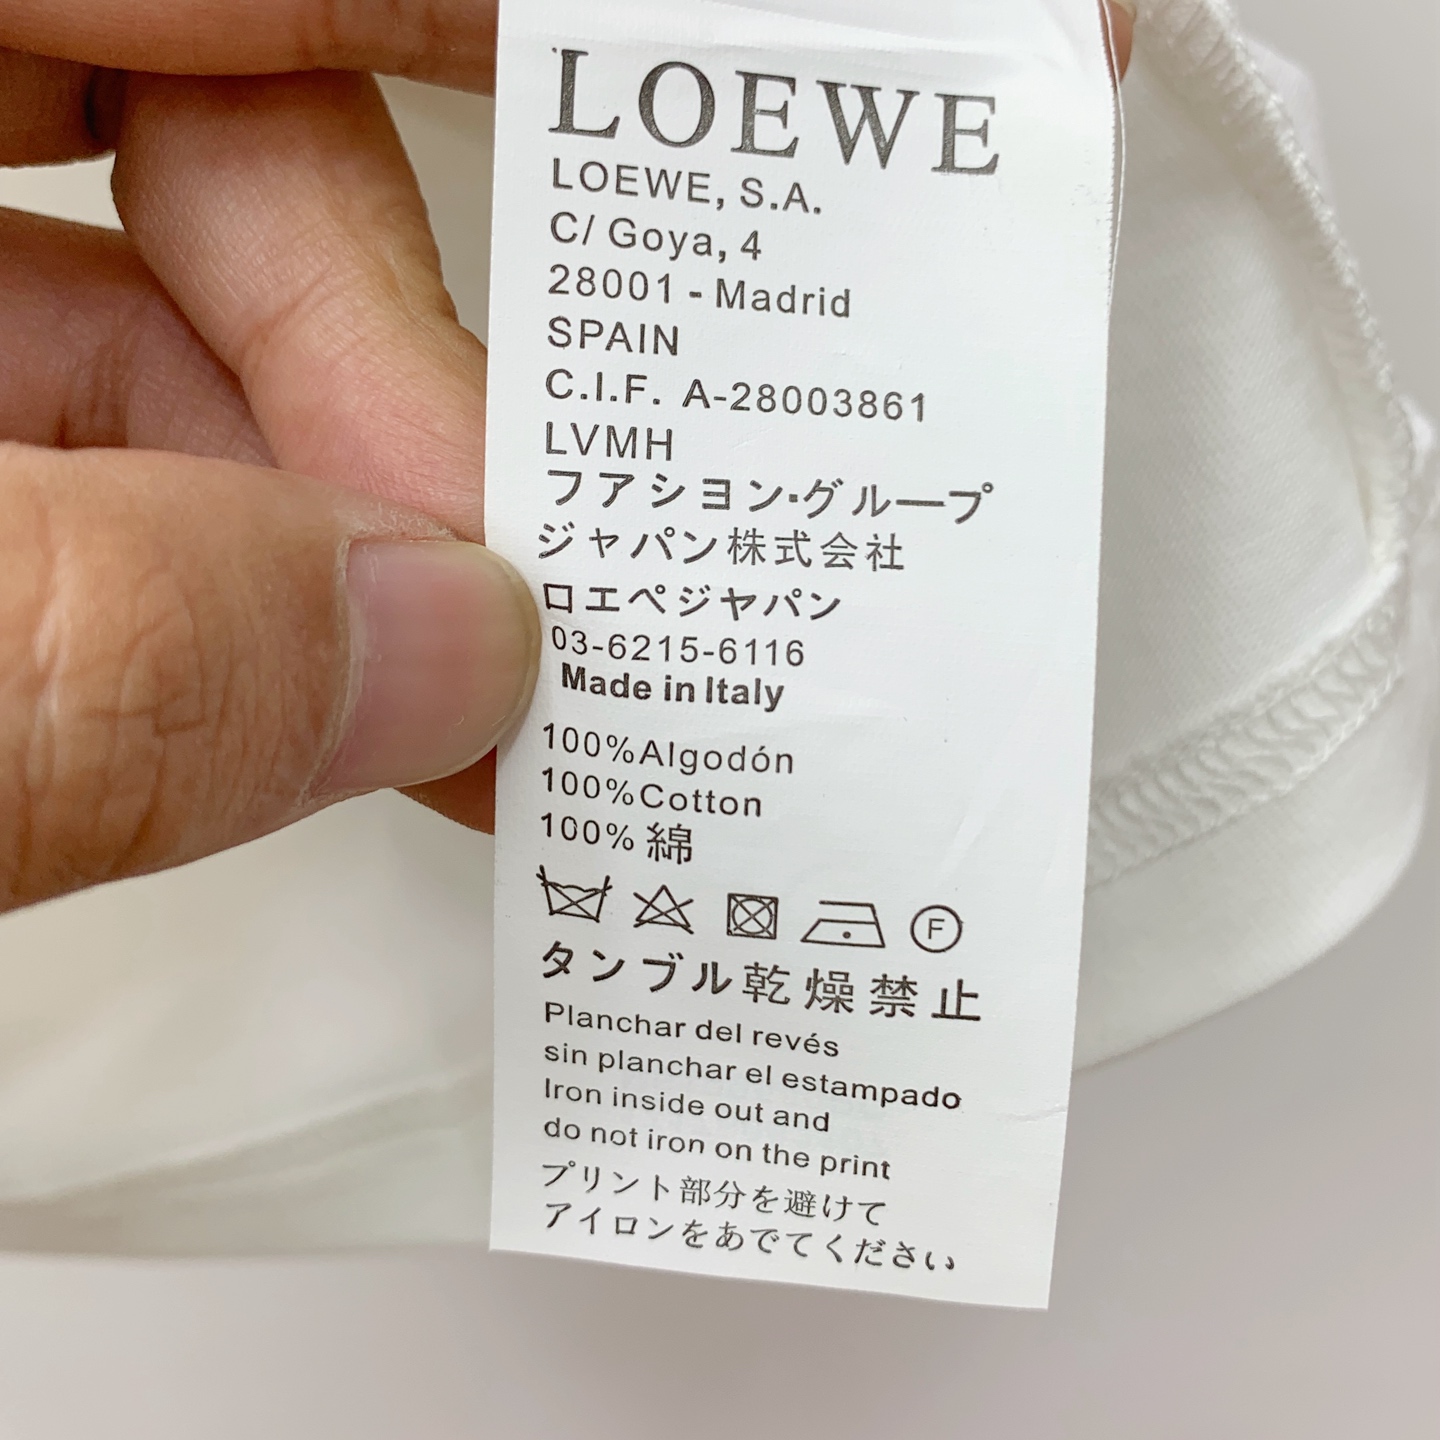 LOEWE
LOEWE, S.A.
C/ Goya, 4
28001 - Madrid
SPAIN
C.I.F. A-28003861
LVMH
フアシヨン・グループ
ジャパン株式会社
ロエペジヤパン
03-6215-6116
Made in Italy
100%Algodón
100%Cotton
100% 綿
F
タンブル乾燥禁止
Planchar del revés
sin planchar el estampado
Iron inside out and
do not iron on the print
プリント部分を避けて
アイロンをあでてください